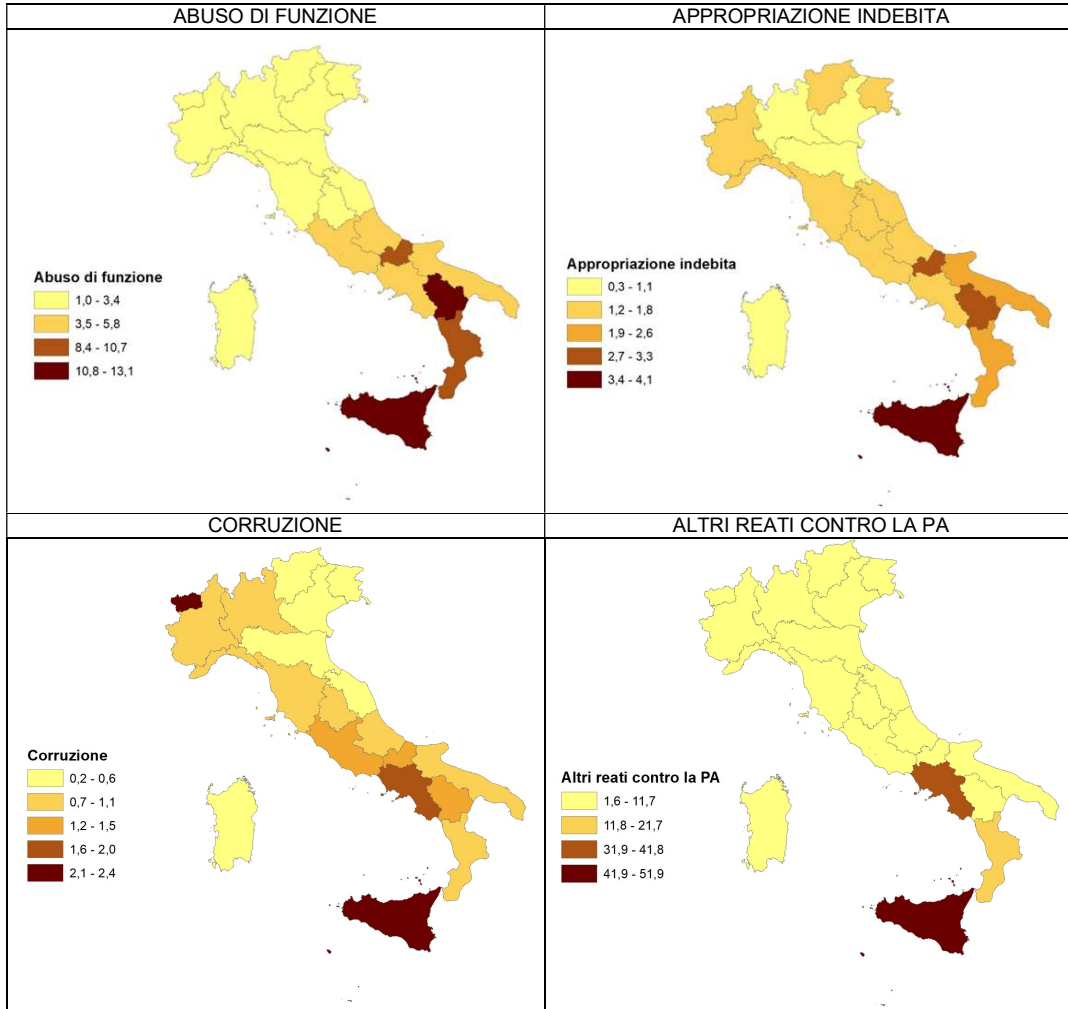 ABUSO DI FUNZIONE
APPROPRIAZIONE INDEBITA
Abuso di funzione
1,0 - 3,4
3,5 - 5,8
8,4 - 10,7
10,8 - 13,1
Appropriazione indebita
0,3 - 1,1
1,2 - 1,8
1,9 - 2,6
2,7 - 3,3
3,4 - 4,1
CORRUZIONE
ALTRI REATI CONTRO LA PA
Corruzione
0,2 - 0,6
0,7 - 1,1
1,2 - 1,5
1,6 - 2,0
2,1 - 2,4
Altri reati contro la PA
1,6 - 11,7
11,8 - 21,7
31,9 - 41,8
41,9 - 51,9